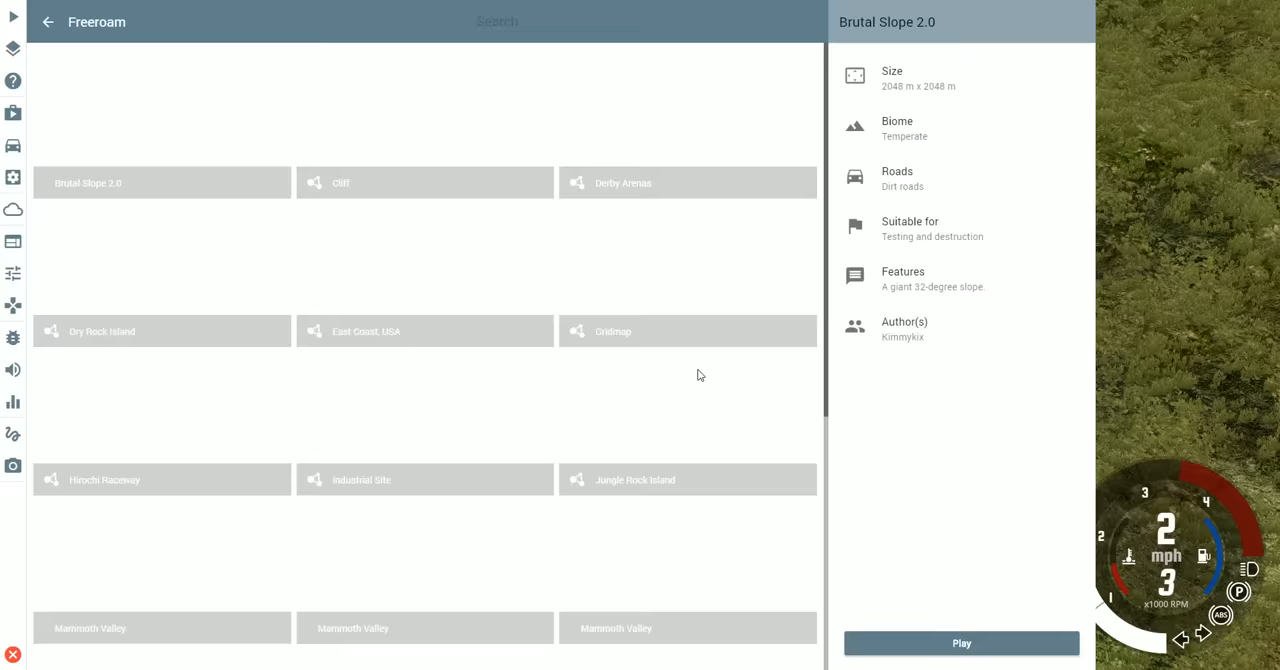 Freeroam
Search
Brutal Slope 2.0
Cliff
Derby Arenas
Dry Rock Island
East Coast, USA
Gridmap
Hirochi Raceway
Industrial Site
Jungle Rock Island
Mammoth Valley
Mammoth Valley
Mammoth Valley
Brutal Slope 2.0
Size
2048 m x 2048 m
Biome
Temperate
Roads
Dirt roads
Suitable for
Testing and destruction
Features
A giant 32-degree slope.
Author(s)
Kimmykix
Play
1
2
3
4
2
mph
3
x1000 RPM
P
ABS